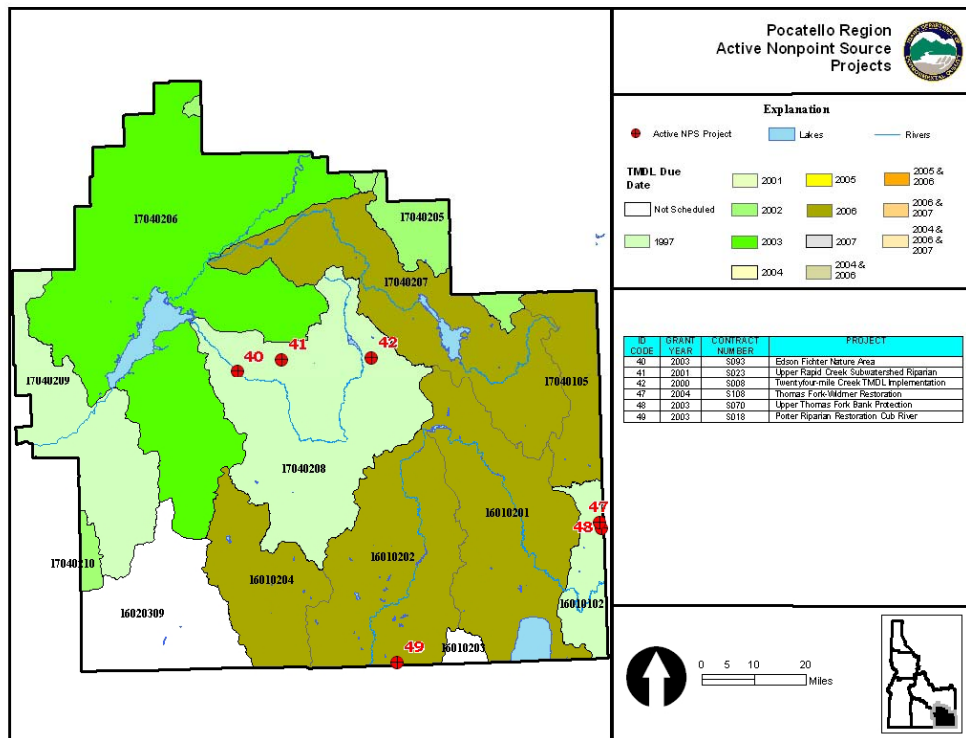 Pocatello Region
Active Nonpoint Source
Projects
Explanation
Active NPS Project
Lakes
Rivers
TMDL Due
Date
Not Scheduled
1997
2001
2002
2003
2004
2005
2006
2007
2004 &
2006
2005 &
2006
2006 &
2007
2004 &
2006 &
2007
ID CODE GRANT YEAR CONTRACT NUMBER PROJECT
40 2003 S093 Edson Fichter Nature Area
41 2001 S023 Upper Rapid Creek Subwatershed Riparian
42 2000 S008 Twentyfour-mile Creek TMDL Implementation
47 2004 S108 Thomas Fork-Widmer Restoration
48 2003 S070 Upper Thomas Fork Bank Protection
49 2003 S018 Porter Riparian Restoration Cub River
17040206
17040205
17040207
17040209
40
41
42
17040105
17040208
47
48
17040210
16010204
16010202
16010201
16020309
16010102
16010203
49
0 5 10 20
Miles